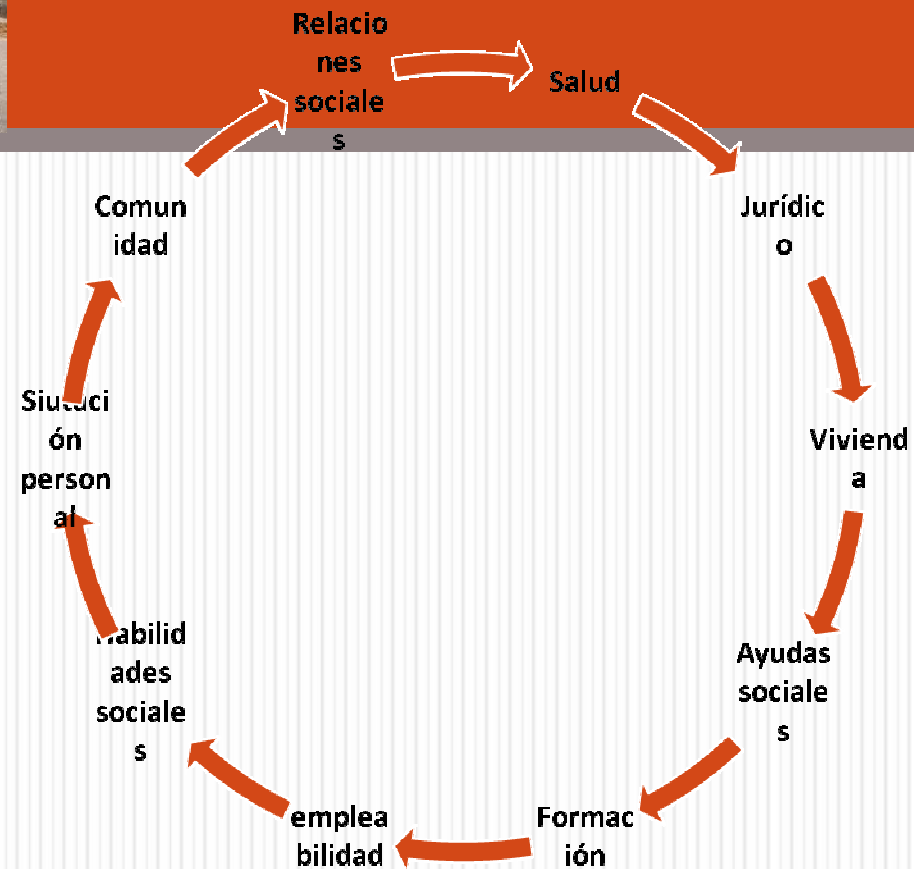 Relacio
nes
sociale
s
Salud
Jurídic
o
Viviend
a
Ayudas
sociale
s
Formac
ión
emplea
bilidad
Habilid
ades
sociale
s
Siutaci
ón
person
al
Comun
idad